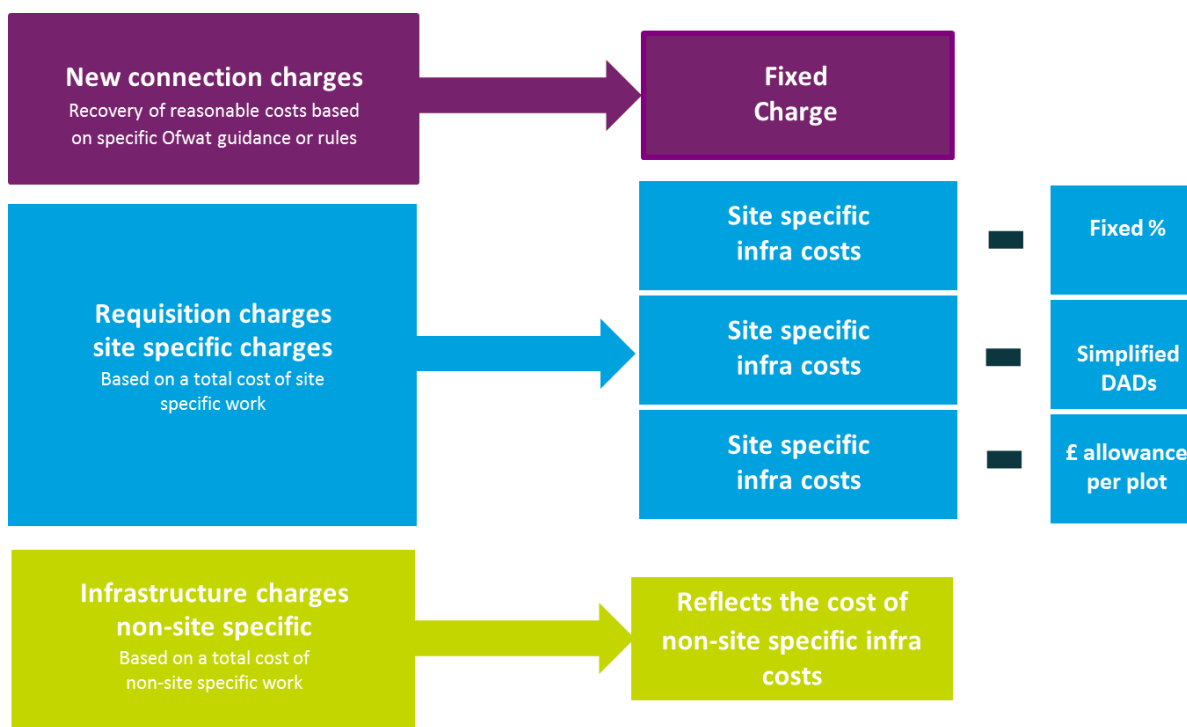 New connection charges
Recovery of reasonable costs based
on specific Ofwat guidance or rules
Fixed
Charge
Requisition charges
site specific charges
Based on a total cost of site
specific work
Site specific
infra costs
Fixed %
Site specific
infra costs
Simplified
DADs
Site specific
infra costs
£ allowance
per plot
Infrastructure charges
non-site specific
Based on a total cost of
non-site specific work
Reflects the cost of
non-site specific infra
costs